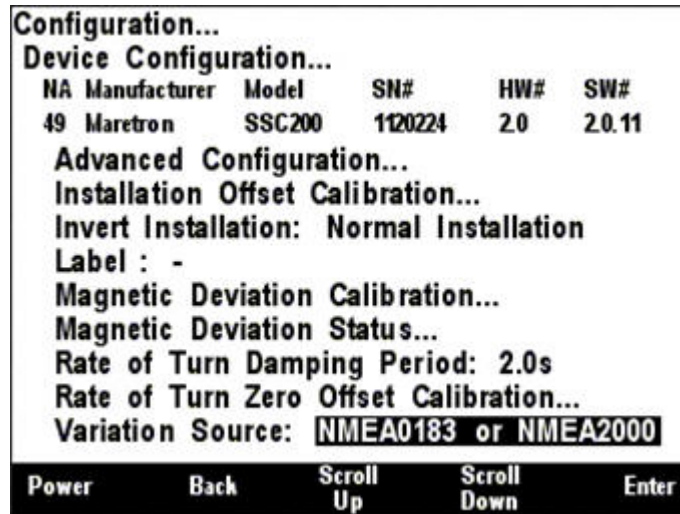 Configuration...
Device Configuration...
NA Manufacturer Model SN# HW# SW#
49 Maretron SSC200 1120224 2.0 2.0.11
Advanced Configuration...
Installation Offset Calibration...
Invert Installation: Normal Installation
Label : -
Magnetic Deviation Calibration...
Magnetic Deviation Status...
Rate of Turn Damping Period: 2.0s
Rate of Turn Zero Offset Calibration...
Variation Source: NMEA0183 or NMEA2000
Power Back Scroll Up Scroll Down Enter